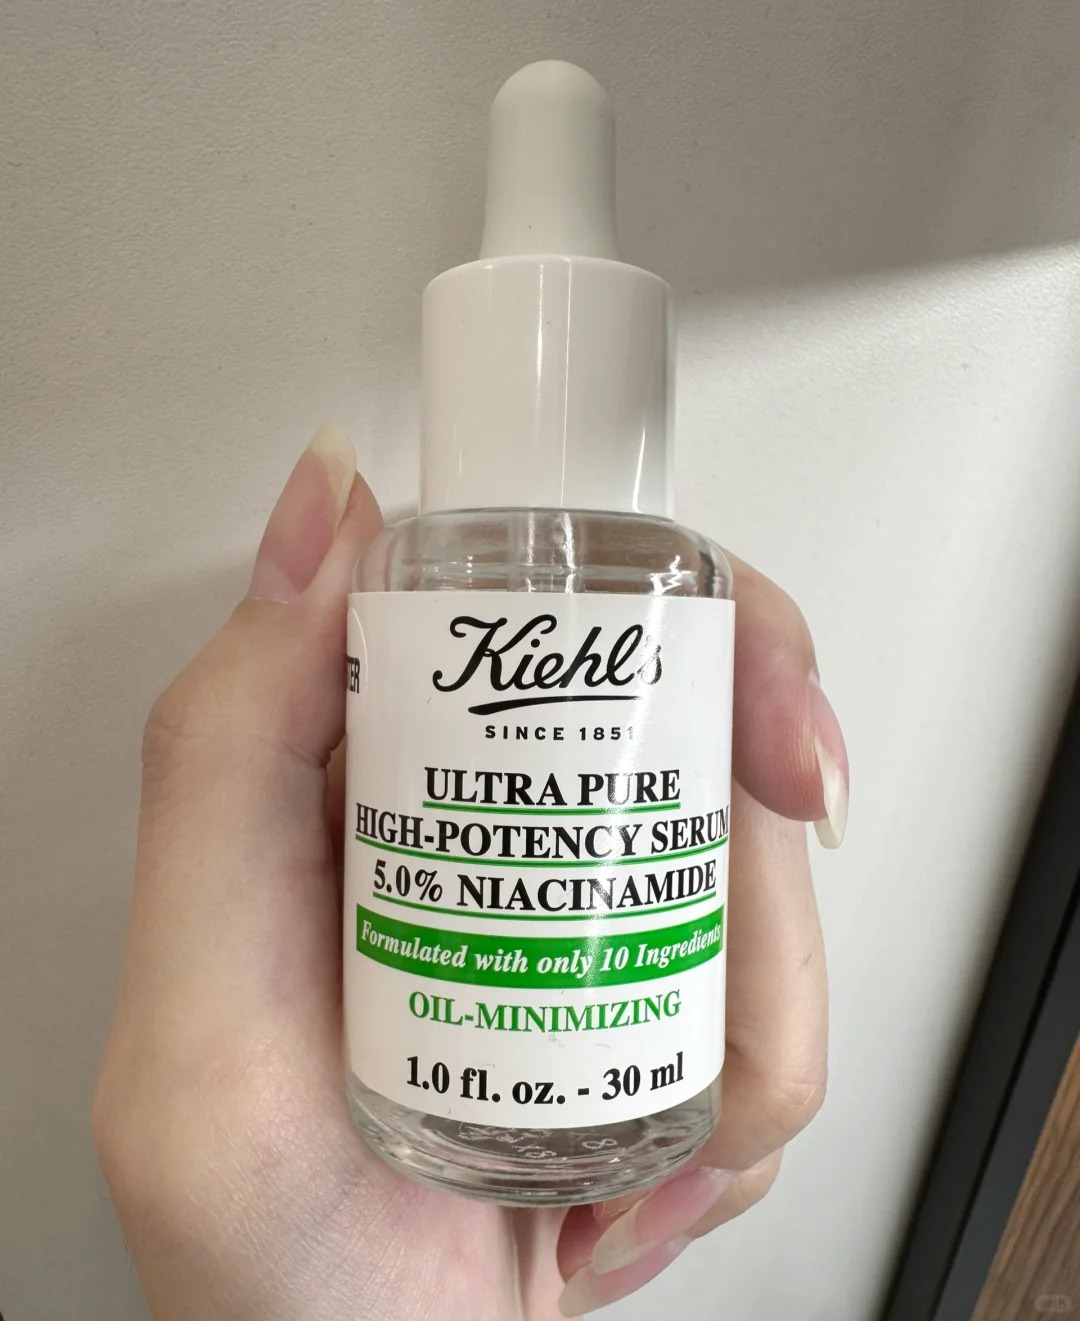 Kiehl's
SINCE 1851
ULTRA PURE
HIGH-POTENCY SERUM
5.0% NIACINAMIDE
Formulated with only 10 Ingredients
OIL-MINIMIZING
1.0 fl. oz. - 30 ml